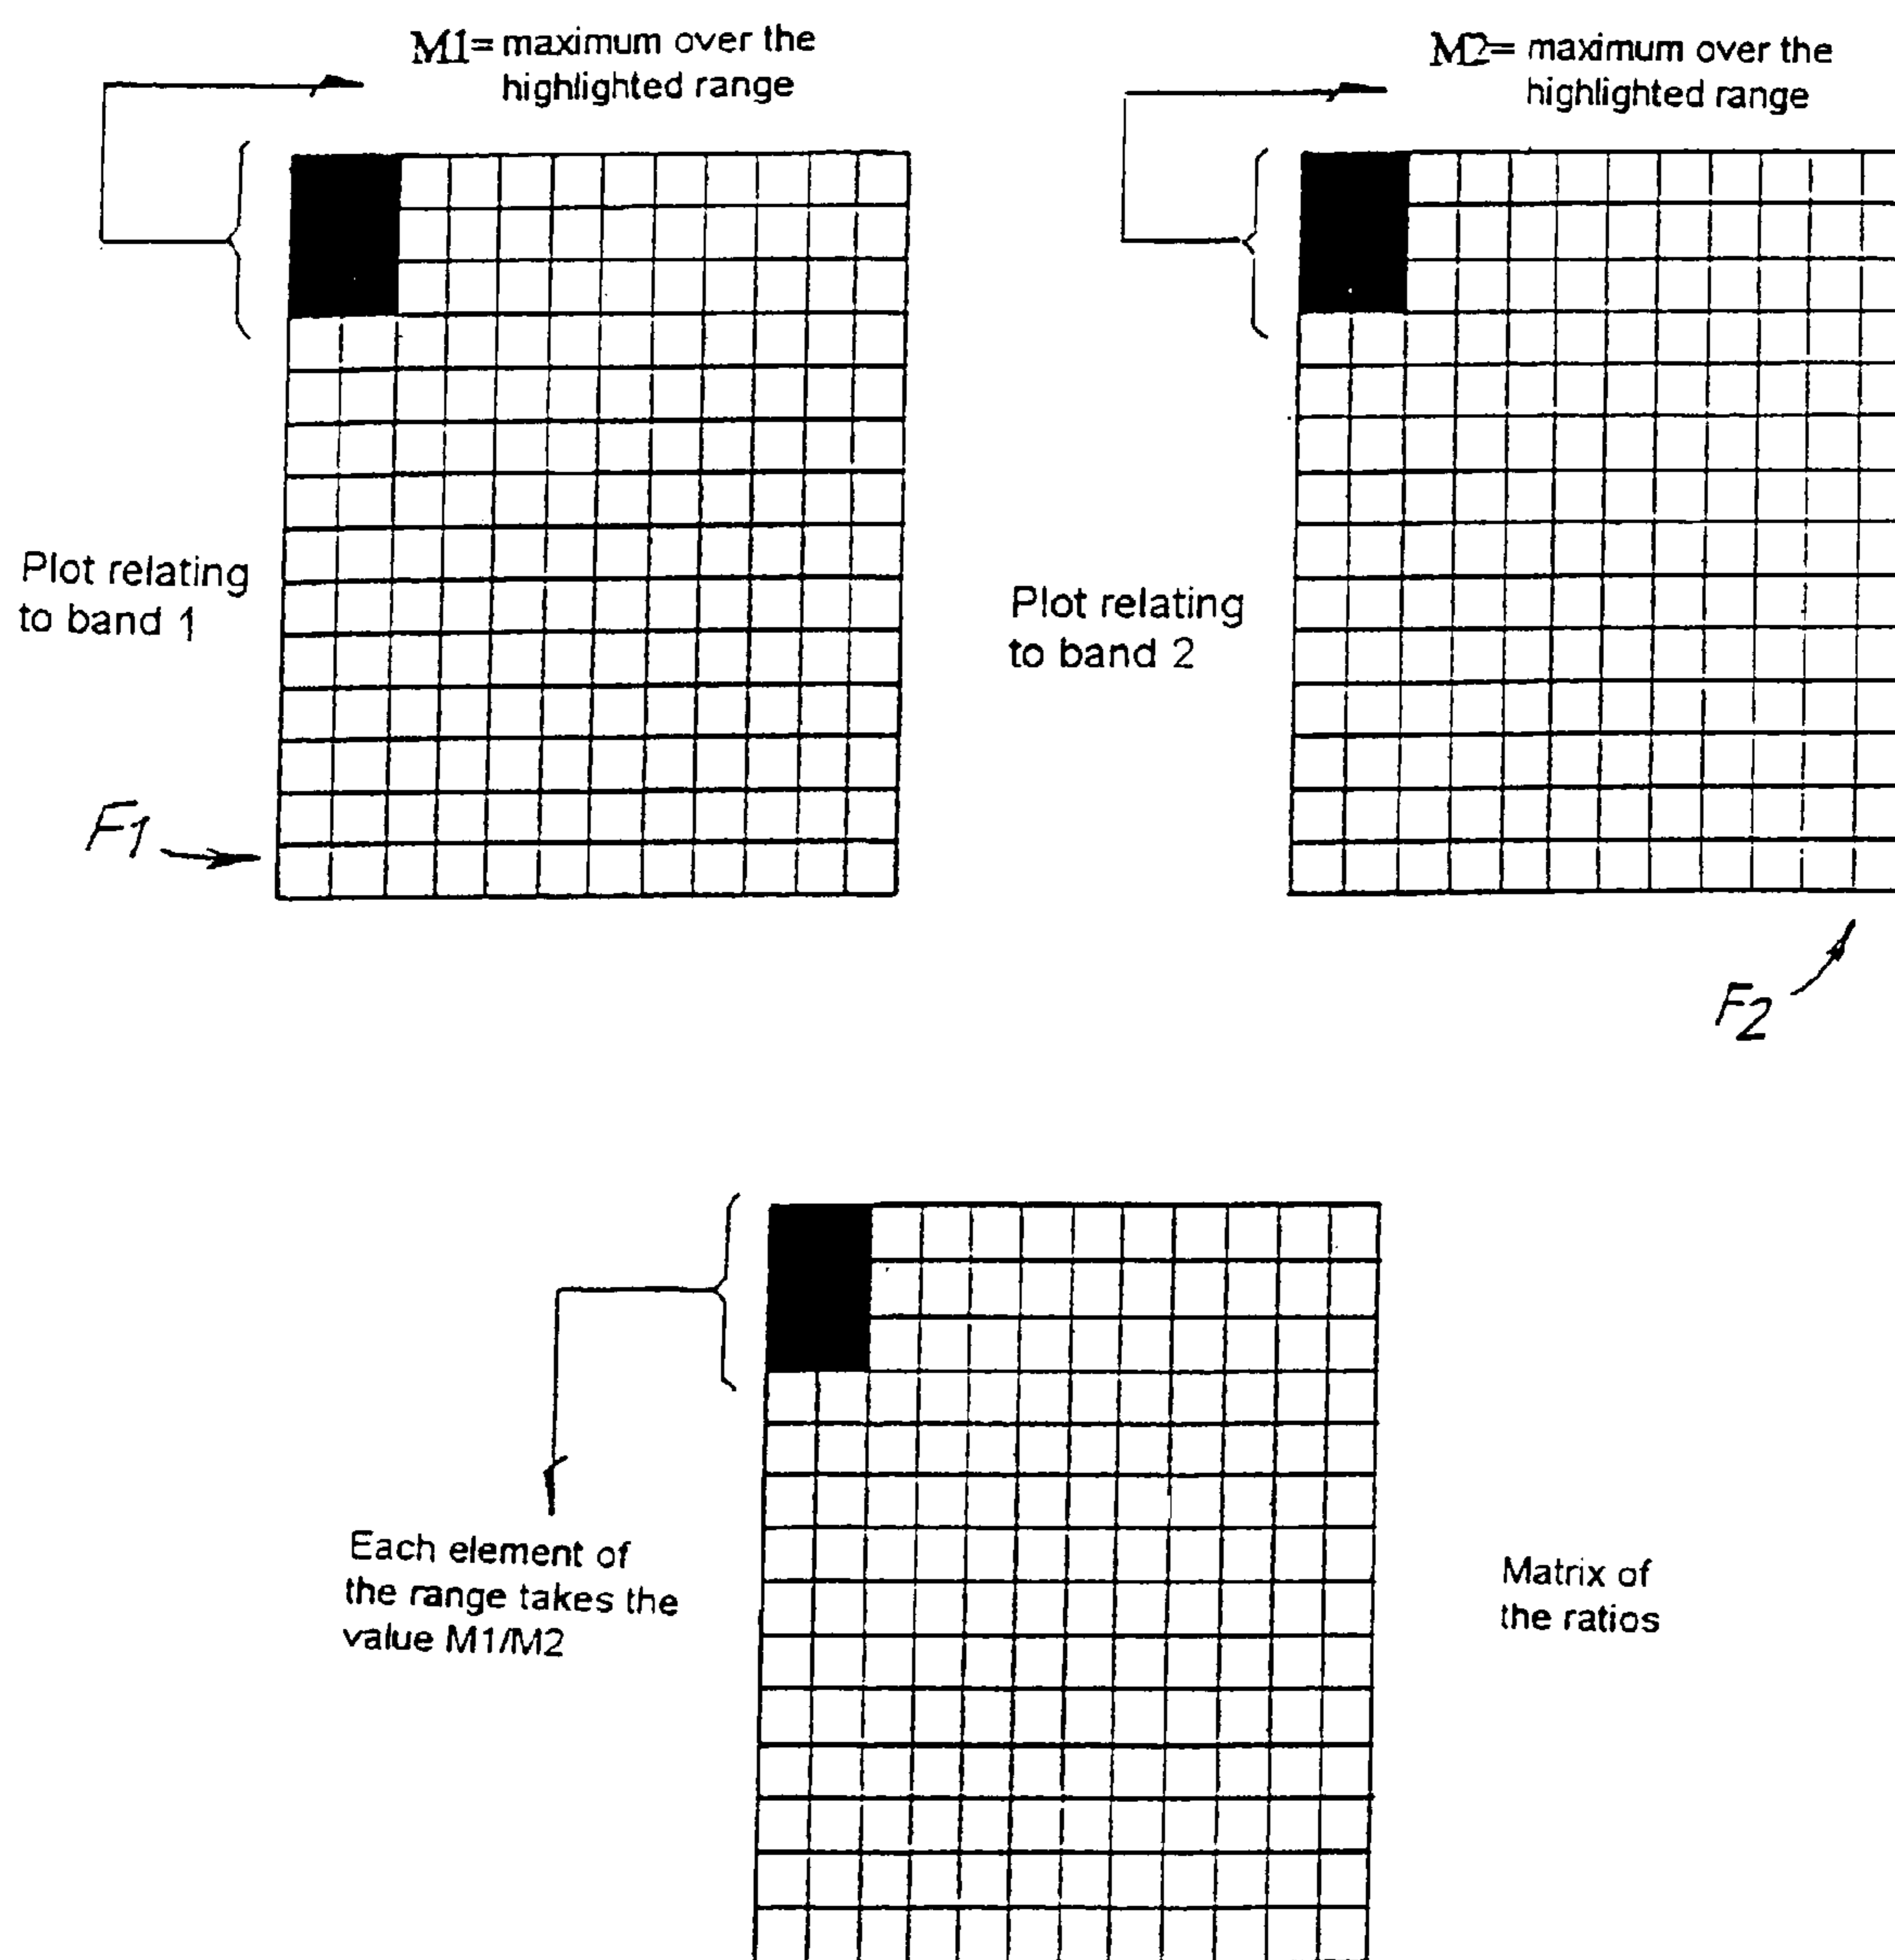 M1= maximum over the
highlighted range
M2= maximum over the
highlighted range
Plot relating
to band 1
Plot relating
to band 2
F1
F2
Each element of
the range takes the
value M1/M2
Matrix of
the ratios